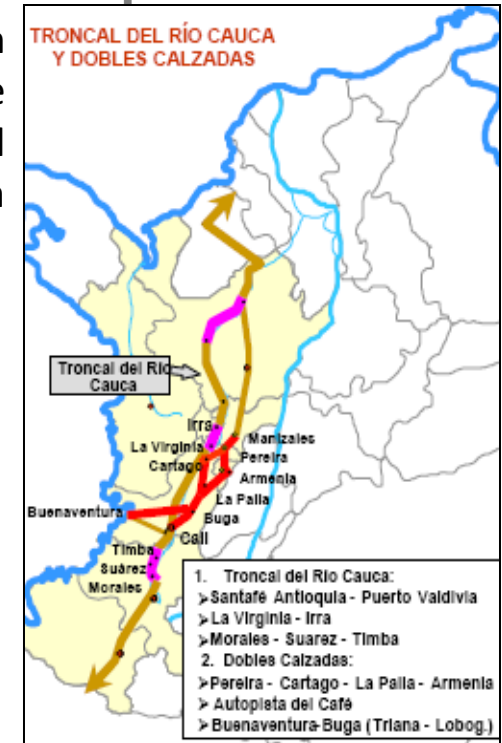 TRONCAL DEL RÍO CAUCA
Y DOBLES CALZADAS
Troncal del Rio
Cauca
Irra
La Virginia
Manizales
Cartago
Pereira
Armenia
La Paila
Buenaventura
Buga
Cali
Timba
Suárez
Morales
1. Troncal del Rio Cauca:
➢Santafé Antioquia - Puerto Valdivia
➢La Virginia - Irra
➢Morales - Suarez - Timba
2. Dobles Calzadas:
➢Pereira - Cartago - La Paila - Armenia
➢Autopista del Café
➢Buenaventura-Buga (Triana - Lobog.)